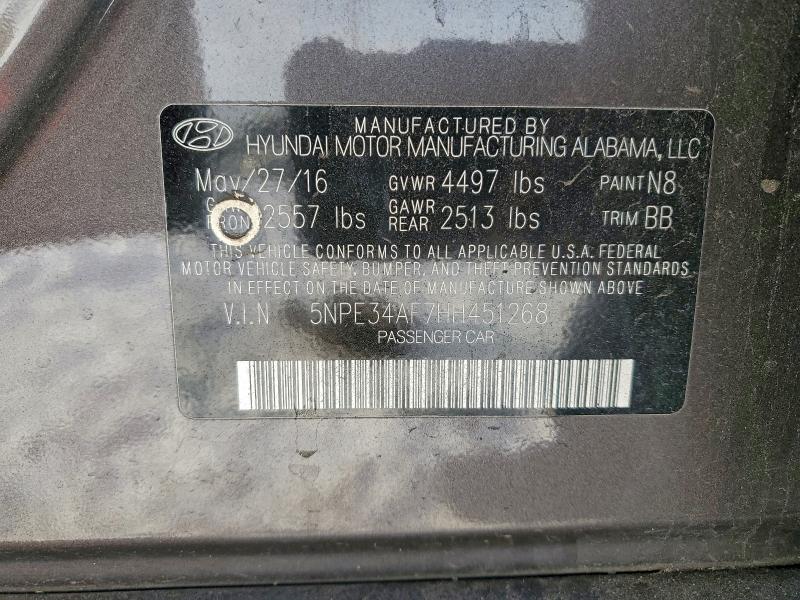 MANUFACTURED BY
HYUNDAI MOTOR MANUFACTURING ALABAMA, LLC
May/27/16 GVWR 4497 lbs PAINT N8
2557 lbs GAWR REAR 2513 lbs TRIM BB
THIS VEHICLE CONFORMS TO ALL APPLICABLE U.S.A. FEDERAL
MOTOR VEHICLE SAFETY, BUMPER, AND THEFT PREVENTION STANDARDS
IN EFFECT ON THE DATE OF MANUFACTURE SHOWN ABOVE
V.I.N 5NPE34AF7HH451268
PASSENGER CAR